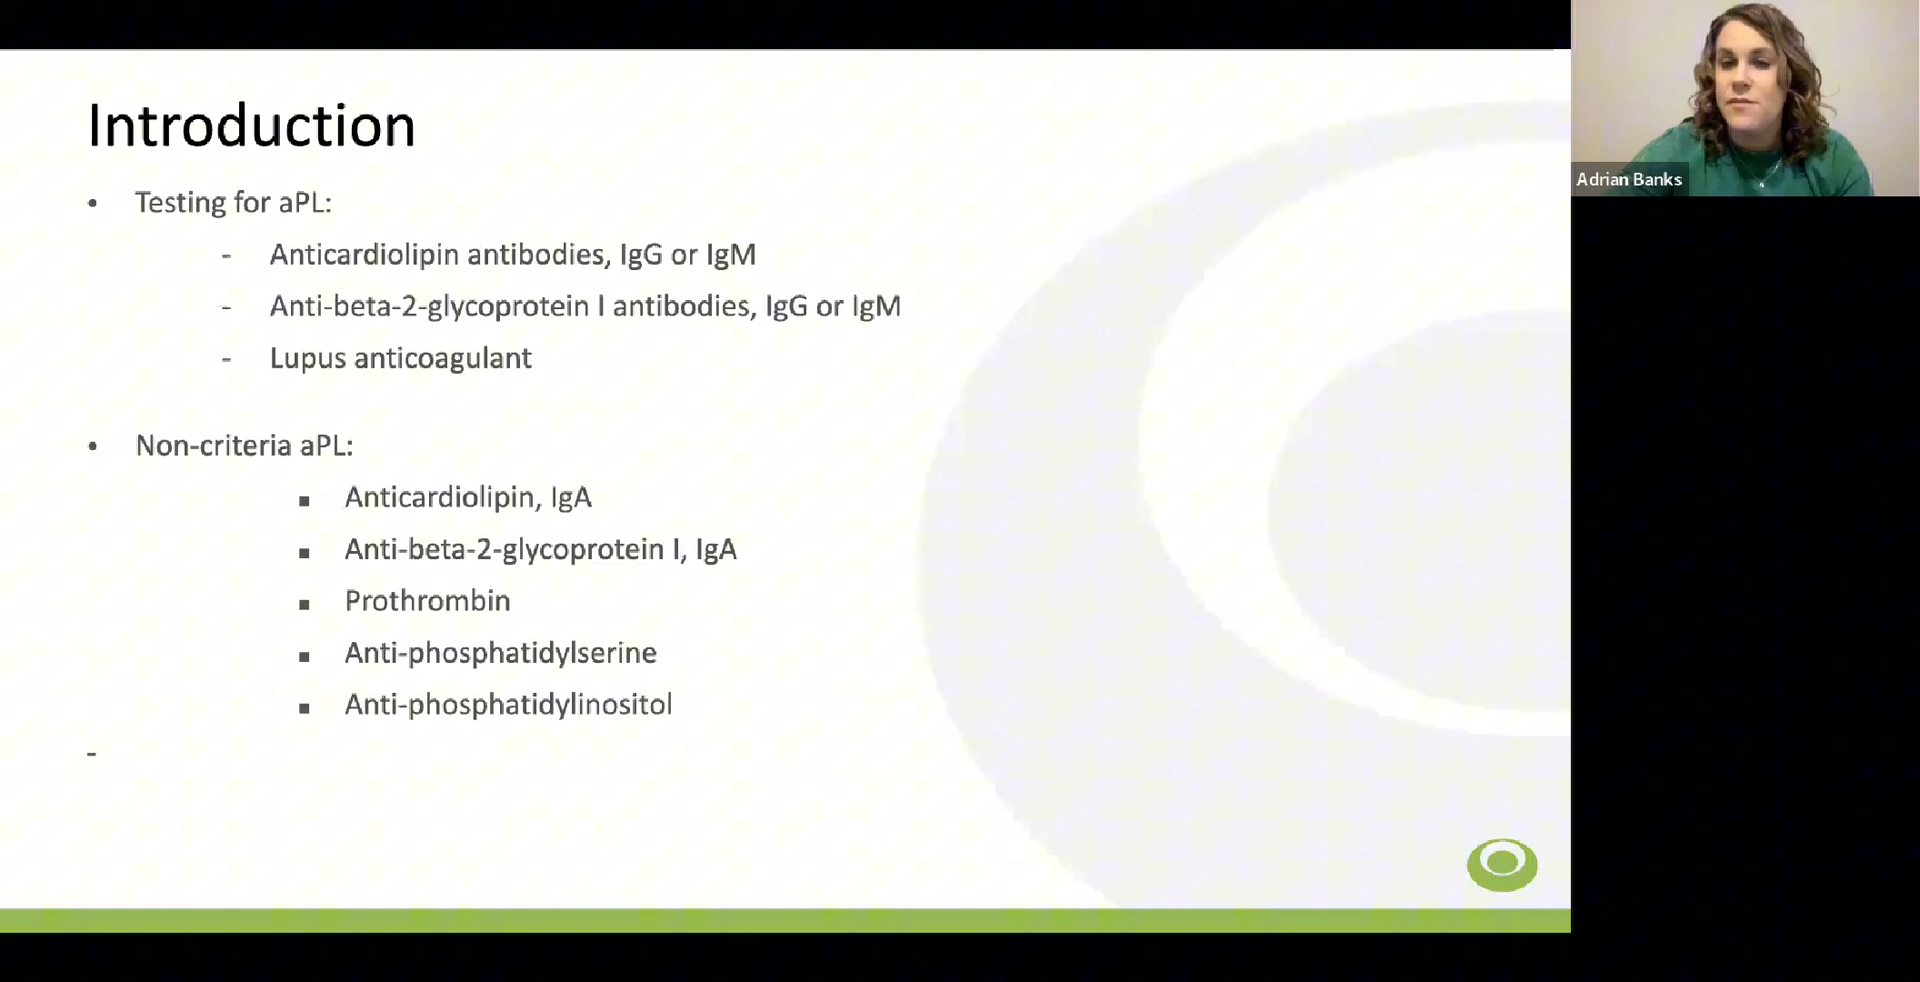 Introduction
• Testing for aPL:
- Anticardiolipin antibodies, IgG or IgM
- Anti-beta-2-glycoprotein I antibodies, IgG or IgM
- Lupus anticoagulant
• Non-criteria aPL:
▪ Anticardiolipin, IgA
▪ Anti-beta-2-glycoprotein I, IgA
▪ Prothrombin
▪ Anti-phosphatidylserine
▪ Anti-phosphatidylinositol
-
Adrian Banks